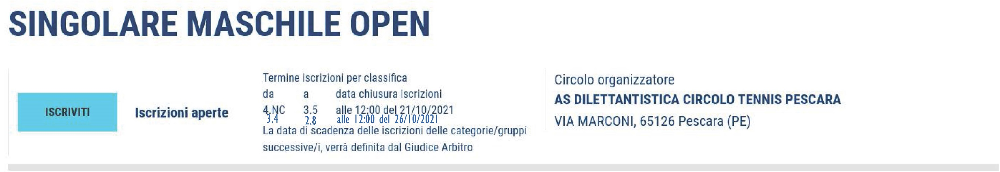 SINGOLARE MASCHILE OPEN
ISCRIVITI
Iscrizioni aperte
Termine iscrizioni per classifica
da a data chiusura iscrizioni
4.NC 3.5 alle 12:00 del 21/10/2021
3.4 2.8 alle 12:00 del 26/10/2021
La data di scadenza delle iscrizioni delle categorie/gruppi
successive/i, verrà definita dal Giudice Arbitro
Circolo organizzatore
AS DILETTANTISTICA CIRCOLO TENNIS PESCARA
VIA MARCONI, 65126 Pescara (PE)